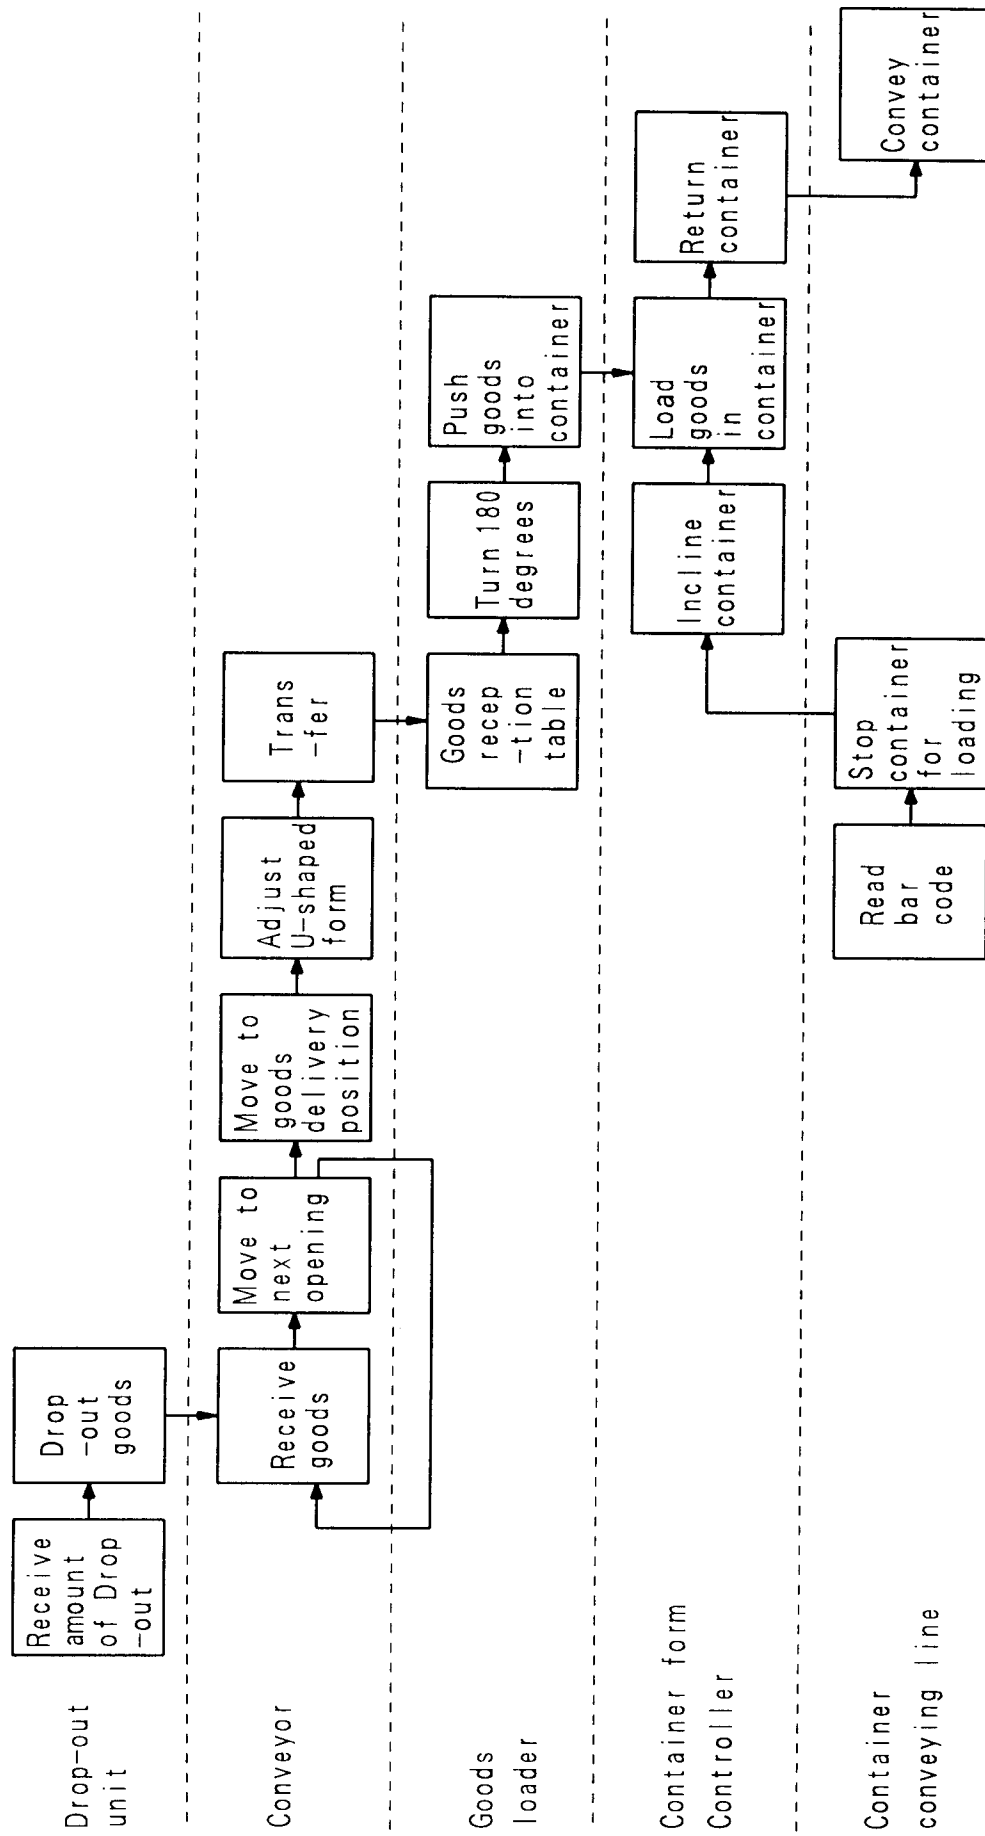 Drop-out
unit
Receive
amount
of Drop
-out
Drop
-out
goods
Conveyor
Receive
goods
Move to
next
opening
Move to
goods
delivery
position
Adjust
U-shaped
form
Trans
-fer
Goods
loader
Goods
recep
-tion
table
Turn 180
degrees
Push
goods
into
container
Container form
Controller
Incline
container
Load
goods
in
container
Return
container
Container
conveying line
Read
bar
code
Stop
container
for
loading
Convey
container